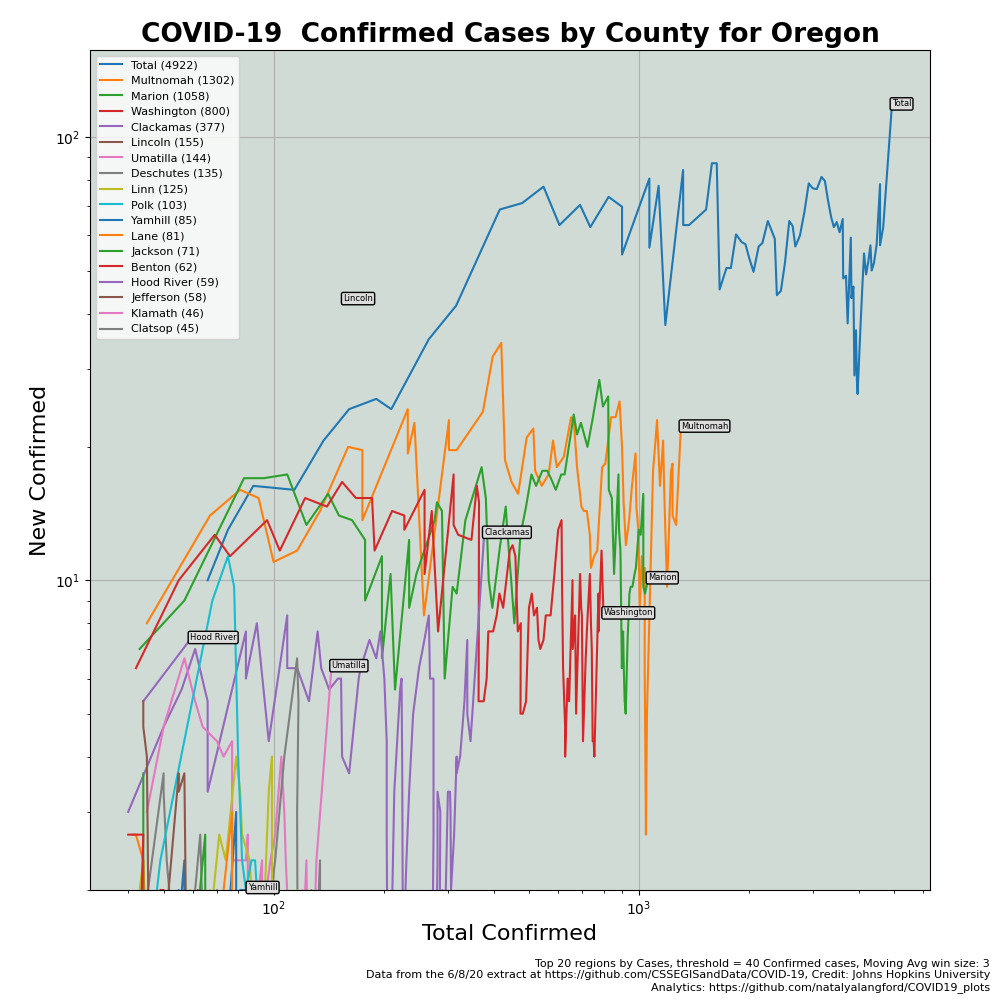 COVID-19  Confirmed Cases by County for Oregon
Total (4922)
Multnomah (1302)
Marion (1058)
Washington (800)
Clackamas (377)
Lincoln (155)
Umatilla (144)
Deschutes (135)
Linn (125)
Polk (103)
Yamhill (85)
Lane (81)
Jackson (71)
Benton (62)
Hood River (59)
Jefferson (58)
Klamath (46)
Clatsop (45)
Total
Lincoln
Multnomah
Clackamas
Marion
Washington
Hood River
Umatilla
Yamhill
New Confirmed
10²
10¹
10²
10³
Total Confirmed
Top 20 regions by Cases, threshold = 40 Confirmed cases, Moving Avg win size: 3
Data from the 6/8/20 extract at https://github.com/CSSEGISandData/COVID-19, Credit: Johns Hopkins University
Analytics: https://github.com/natalyalangford/COVID19_plots